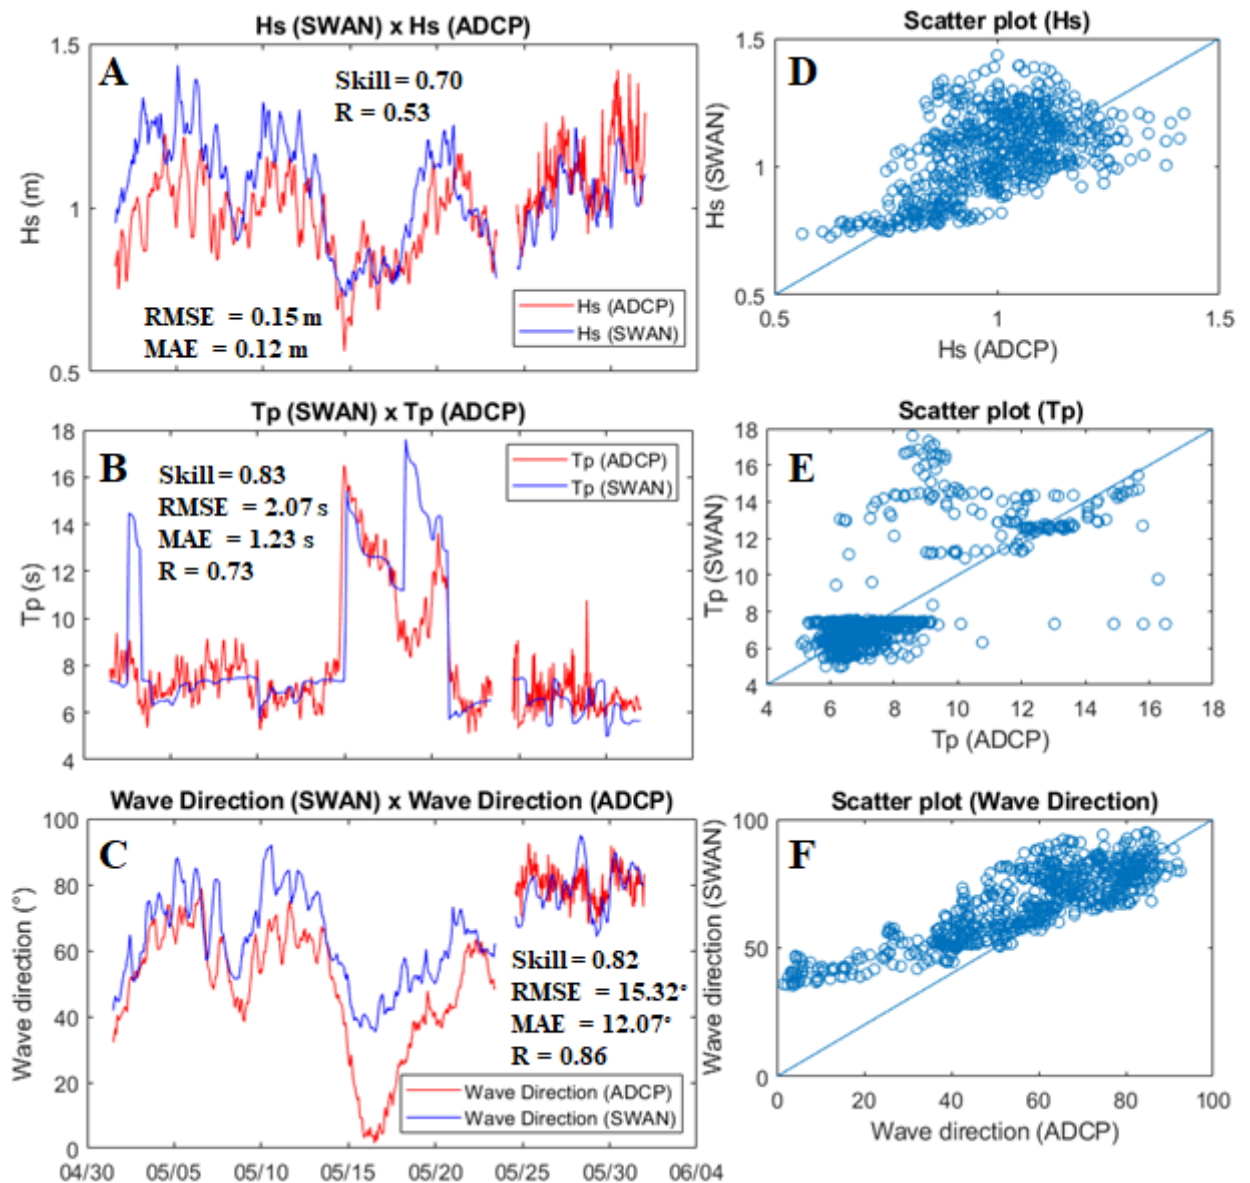 Hs (SWAN) x Hs (ADCP)
A
Skill = 0.70
R = 0.53
RMSE = 0.15 m
MAE = 0.12 m
Hs (ADCP)
Hs (SWAN)
Hs (m)
1.5
1
0.5
Scatter plot (Hs)
D
Hs (SWAN)
1.5
1
0.5
0.5
1
1.5
Hs (ADCP)
Tp (SWAN) x Tp (ADCP)
B
Skill = 0.83
RMSE = 2.07 s
MAE = 1.23 s
R = 0.73
Tp (ADCP)
Tp (SWAN)
Tp (s)
18
16
14
12
10
8
6
4
Scatter plot (Tp)
E
Tp (SWAN)
18
16
14
12
10
8
6
4
4
6
8
10
12
14
16
18
Tp (ADCP)
Wave Direction (SWAN) x Wave Direction (ADCP)
C
Skill = 0.82
RMSE = 15.32°
MAE = 12.07°
R = 0.86
Wave Direction (ADCP)
Wave Direction (SWAN)
Wave direction (°)
100
80
60
40
20
0
04/30
05/05
05/10
05/15
05/20
05/25
05/30
06/04
Scatter plot (Wave Direction)
F
Wave direction (SWAN)
100
50
0
0
20
40
60
80
100
Wave direction (ADCP)